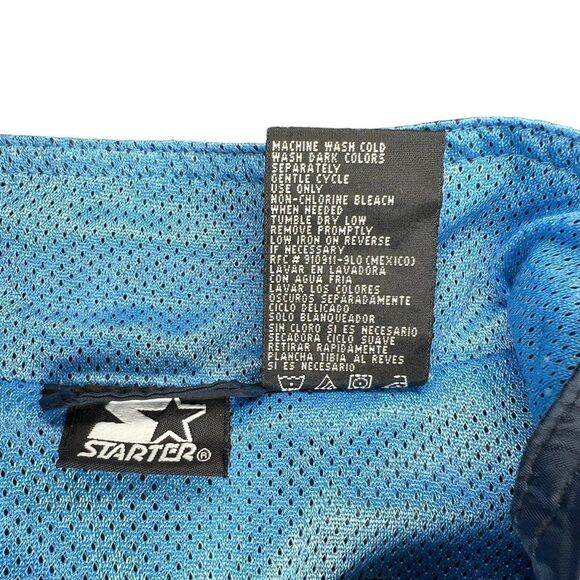 MACHINE WASH COLD
WASH DARK COLORS
SEPARATELY
GENTLE CYCLE
USE ONLY
NON-CHLORINE BLEACH
WHEN NEEDED
TUMBLE DRY LOW
REMOVE PROMPTLY
LOW IRON ON REVERSE
IF NECESSARY
RFC # 910911-9L0 (MEXICO)
LAVAR EN LAVADORA
CON AGUA FRIA
LAVAR LOS COLORES
OSCUROS SEPARADAMENTE
CICLO DELICADO
SOLO BLANQUEADOR
SIN CLORO SI ES NECESARIO
SECADORA CICLO SUAVE
RETIRAR RAPIDAMENTE
PLANCHA TIBIA AL REVES
SI ES NECESARIO
STARTER®